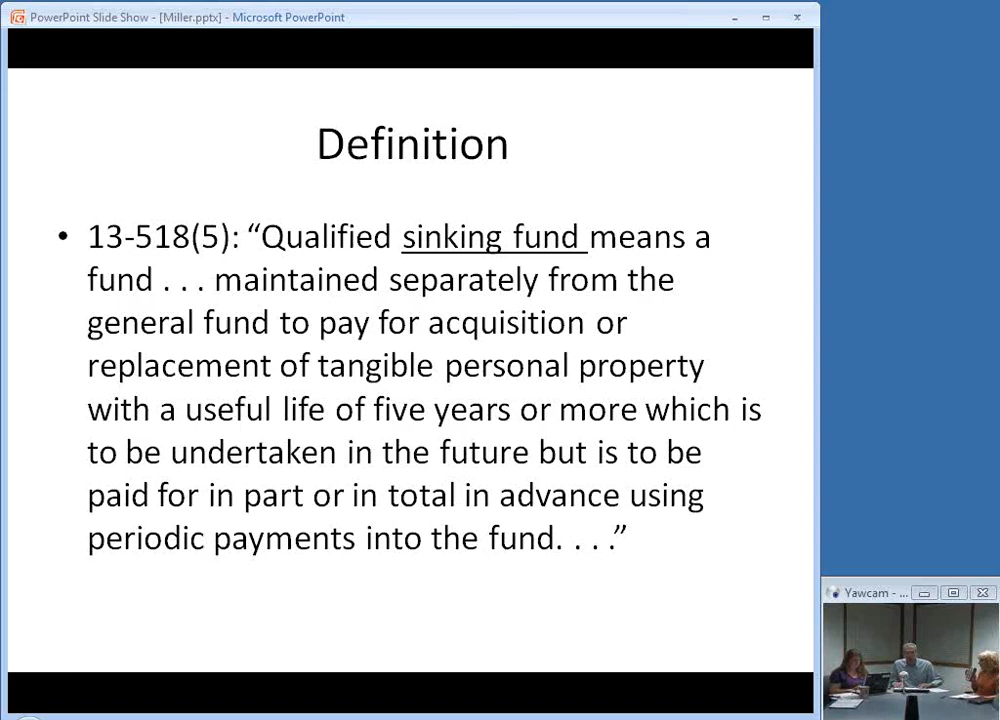 PowerPoint Slide Show - [Miller.pptx] - Microsoft PowerPoint
Definition
• 13-518(5): “Qualified sinking fund means a
fund . . . maintained separately from the
general fund to pay for acquisition or
replacement of tangible personal property
with a useful life of five years or more which is
to be undertaken in the future but is to be
paid for in part or in total in advance using
periodic payments into the fund. . . .”
Yawcam - ...